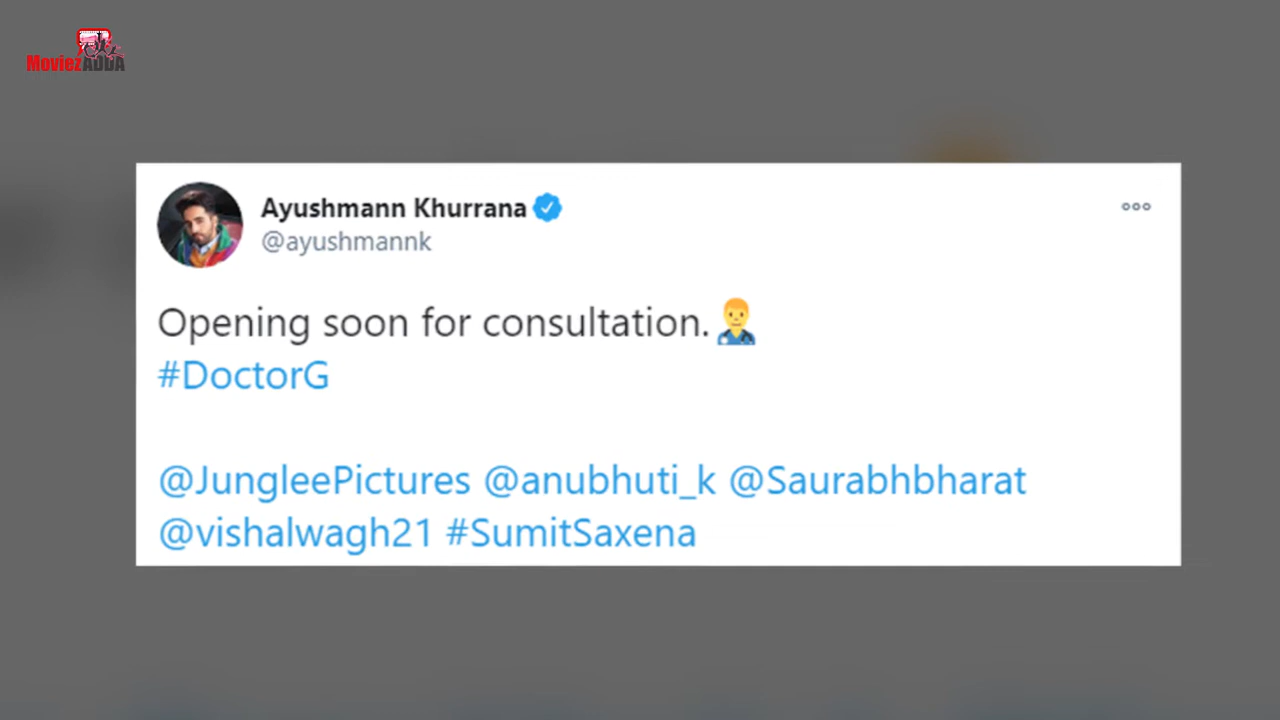 MoviezADDA
Ayushmann Khurrana
@ayushmannk
Opening soon for consultation.👨‍⚕️
#DoctorG
@JungleePictures @anubhuti_k @Saurabhbharat
@vishalwagh21 #SumitSaxena